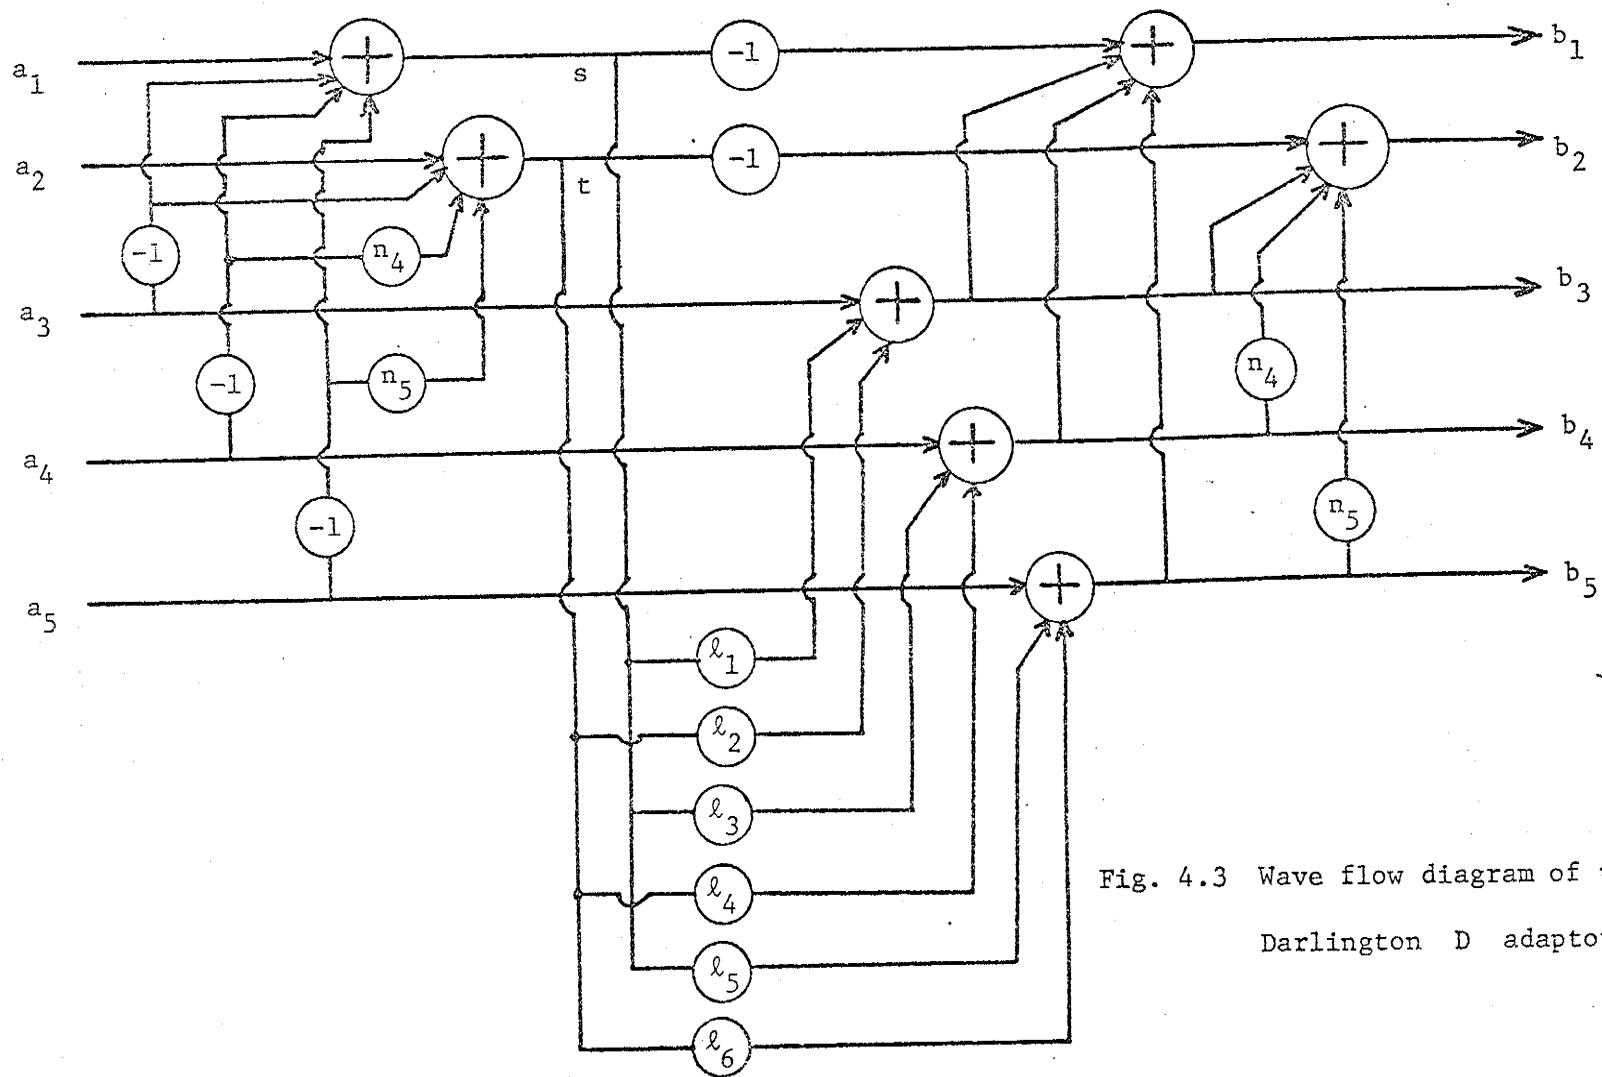 a1
a2
a3
a4
a5
+
+
s
t
-1
-1
-1
-1
-1
n4
n5
+
+
+
+
+
n4
n5
b1
b2
b3
b4
b5
ℓ1
ℓ2
ℓ3
ℓ4
ℓ5
ℓ6
Fig. 4.3 Wave flow diagram of
Darlington D